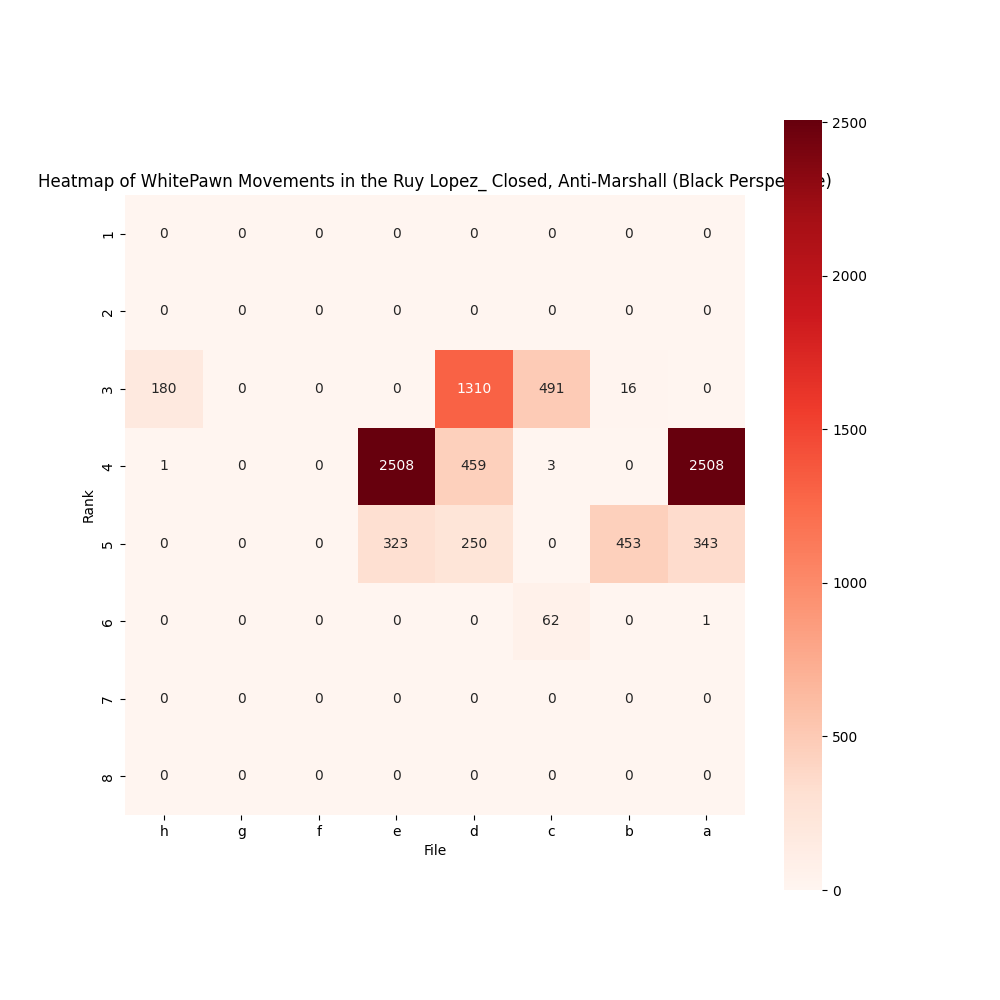 Heatmap of WhitePawn Movements in the Ruy Lopez_ Closed, Anti-Marshall (Black Perspe e)
2500
2000
1500
1000
500
0
Rank
1 0 0 0 0 0 0 0 0
2 0 0 0 0 0 0 0 0
3 180 0 0 0 1310 491 16 0
4 1 0 0 2508 459 3 0 2508
5 0 0 0 323 250 0 453 343
6 0 0 0 0 0 62 0 1
7 0 0 0 0 0 0 0 0
8 0 0 0 0 0 0 0 0
h g f e d c b a
File